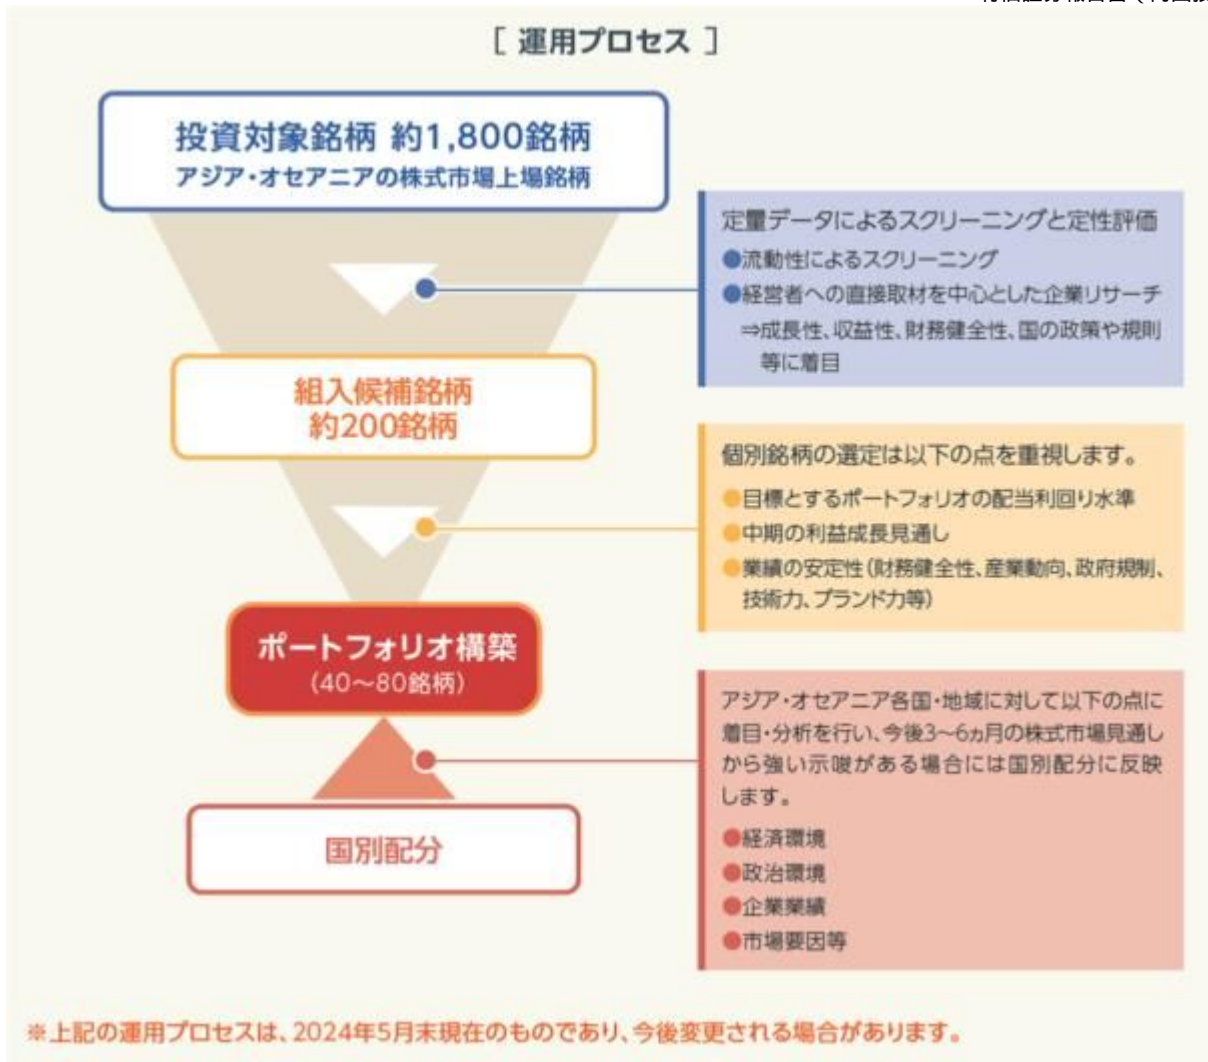 [ 運用プロセス ]
投資対象銘柄 約1,800銘柄
アジア・オセアニアの株式市場上場銘柄
定量データによるスクリーニングと定性評価
●流動性によるスクリーニング
●経営者への直接取材を中心とした企業リサーチ
⇒成長性、収益性、財務健全性、国の政策や規則
等に着目
組入候補銘柄
約200銘柄
個別銘柄の選定は以下の点を重視します。
●目標とするポートフォリオの配当利回り水準
●中期の利益成長見通し
●業績の安定性(財務健全性、産業動向、政府規制、
技術力、ブランド力等)
ポートフォリオ構築
(40～80銘柄)
アジア・オセアニア各国・地域に対して以下の点に
着目・分析を行い、今後3～6ヵ月の株式市場見通し
から強い示唆がある場合には国別配分に反映
します。
●経済環境
●政治環境
●企業業績
●市場要因等
国別配分
※上記の運用プロセスは、2024年5月末現在のものであり、今後変更される場合があります。